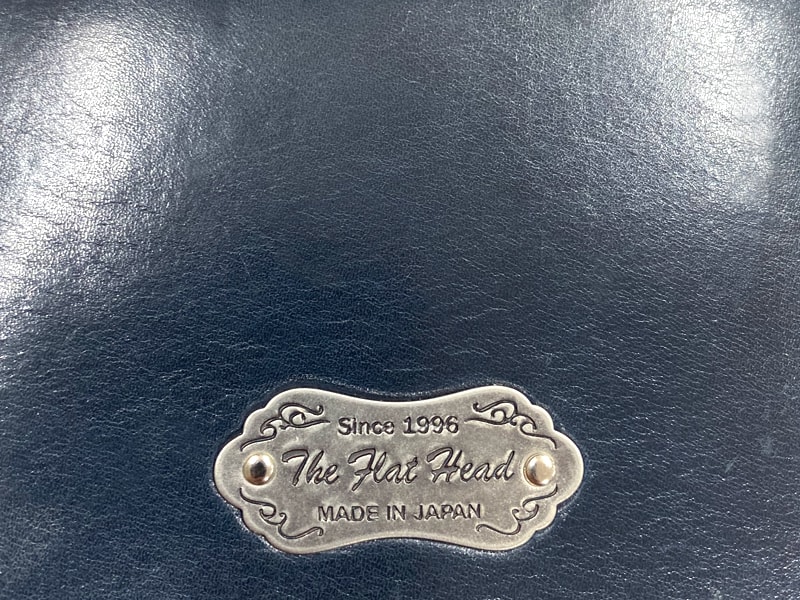 Since 1996
The Flat Head
MADE IN JAPAN